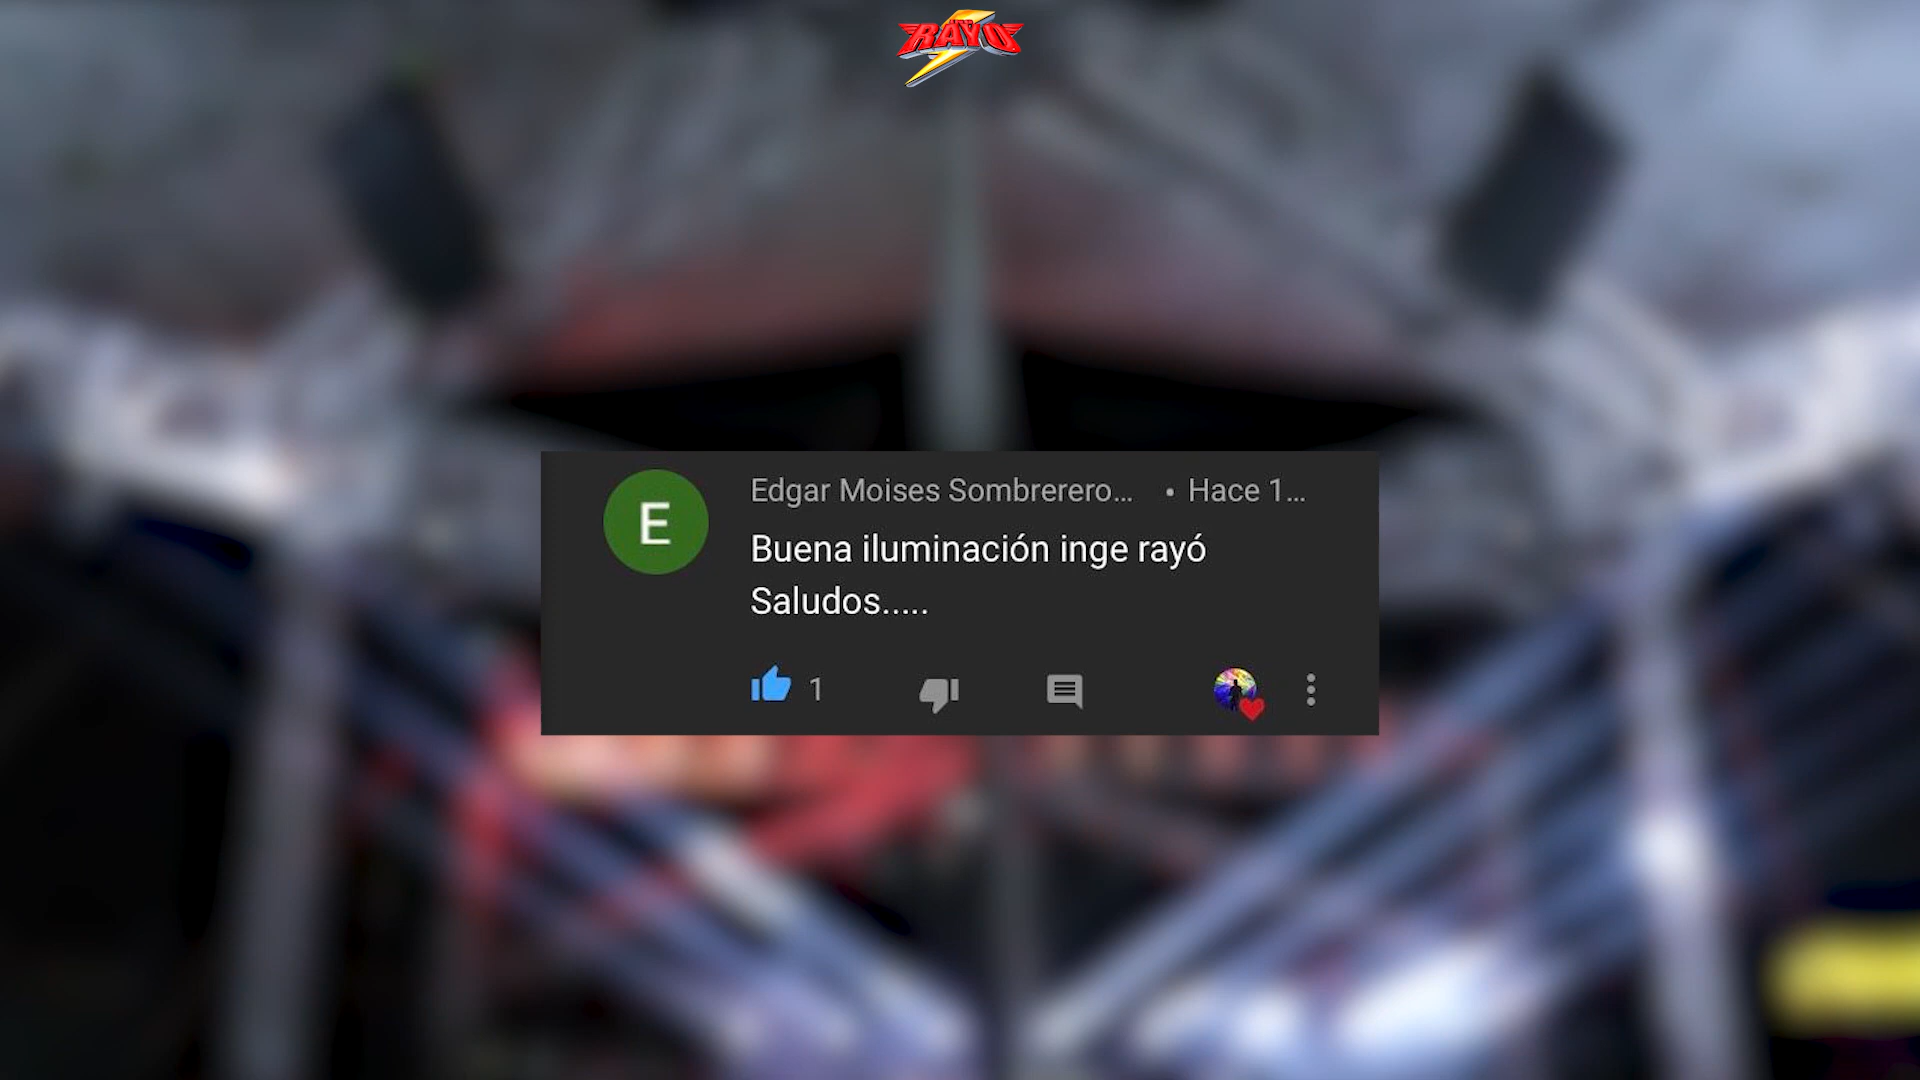 RAYO
E
Edgar Moises Sombrerero... • Hace 1...
Buena iluminación inge rayó
Saludos.....
1